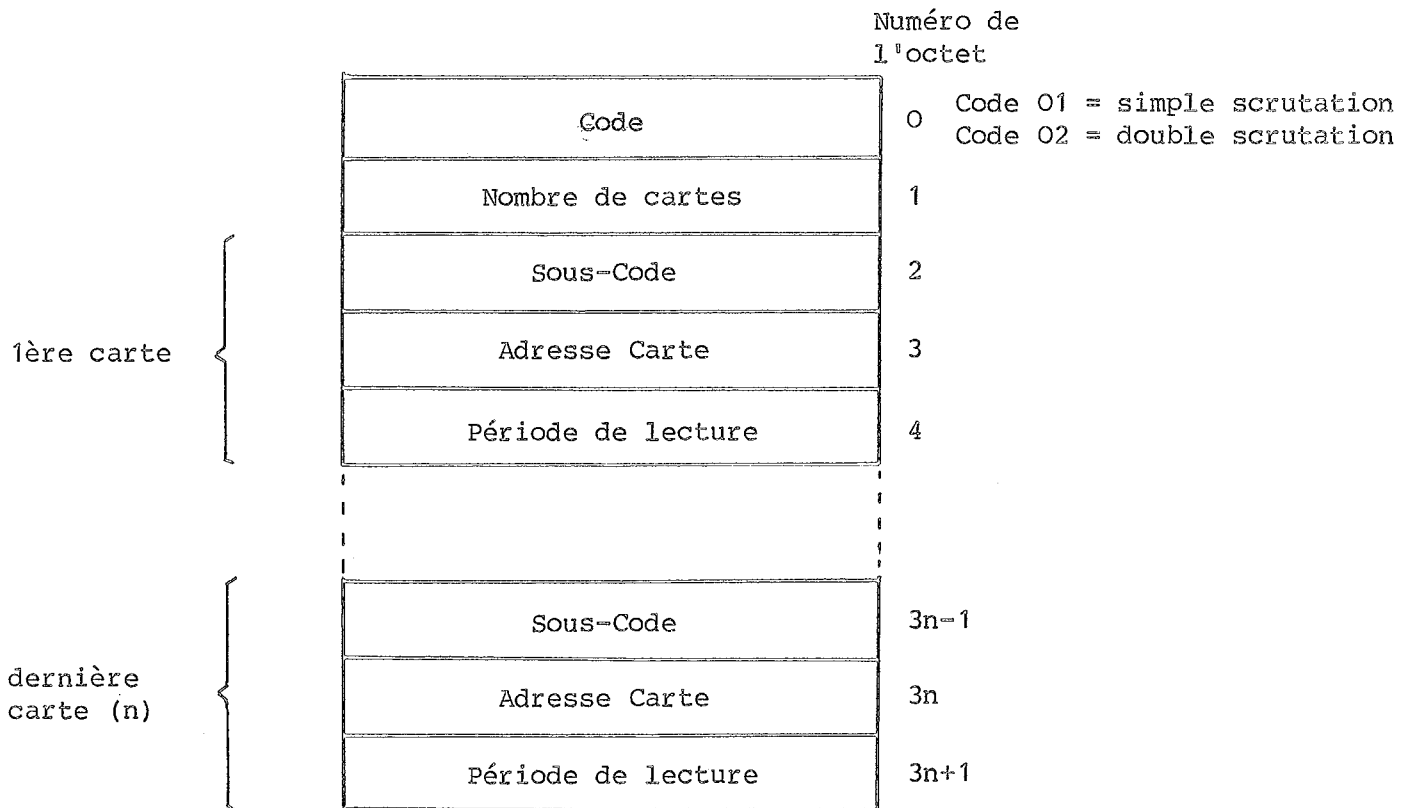 Numéro de
l'octet
Code
0
Code 01 = simple scrutation
Code 02 = double scrutation
Nombre de cartes
1
1ère carte
Sous-Code
2
Adresse Carte
3
Période de lecture
4
dernière
carte (n)
Sous-Code
3n-1
Adresse Carte
3n
Période de lecture
3n+1